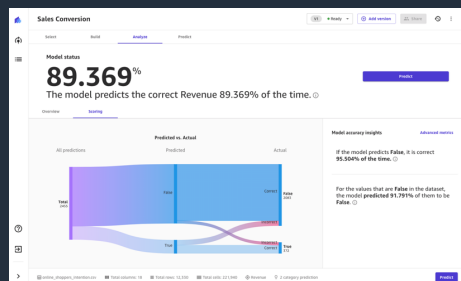 Sales Conversion
V1
Ready
Add version
Share
Select
Build
Analyze
Predict
Model status
89.369%
The model predicts the correct Revenue 89.369% of the time.
Predict
Overview
Scoring
Predicted vs. Actual
All predictions
Predicted
Actual
Total
False
Correct
False
Incorrect
Incorrect
True
Correct
True
Model accuracy insights
Advanced metrics
If the model predicts False, it is correct
95.504% of the time.
For the values that are False in the dataset,
the model predicted 91.791% of them to be
False.
online_shoppers_intention.csv
Total columns: 18
Total rows: 12,330
Total cells: 221,940
Revenue
2 category prediction
Predict